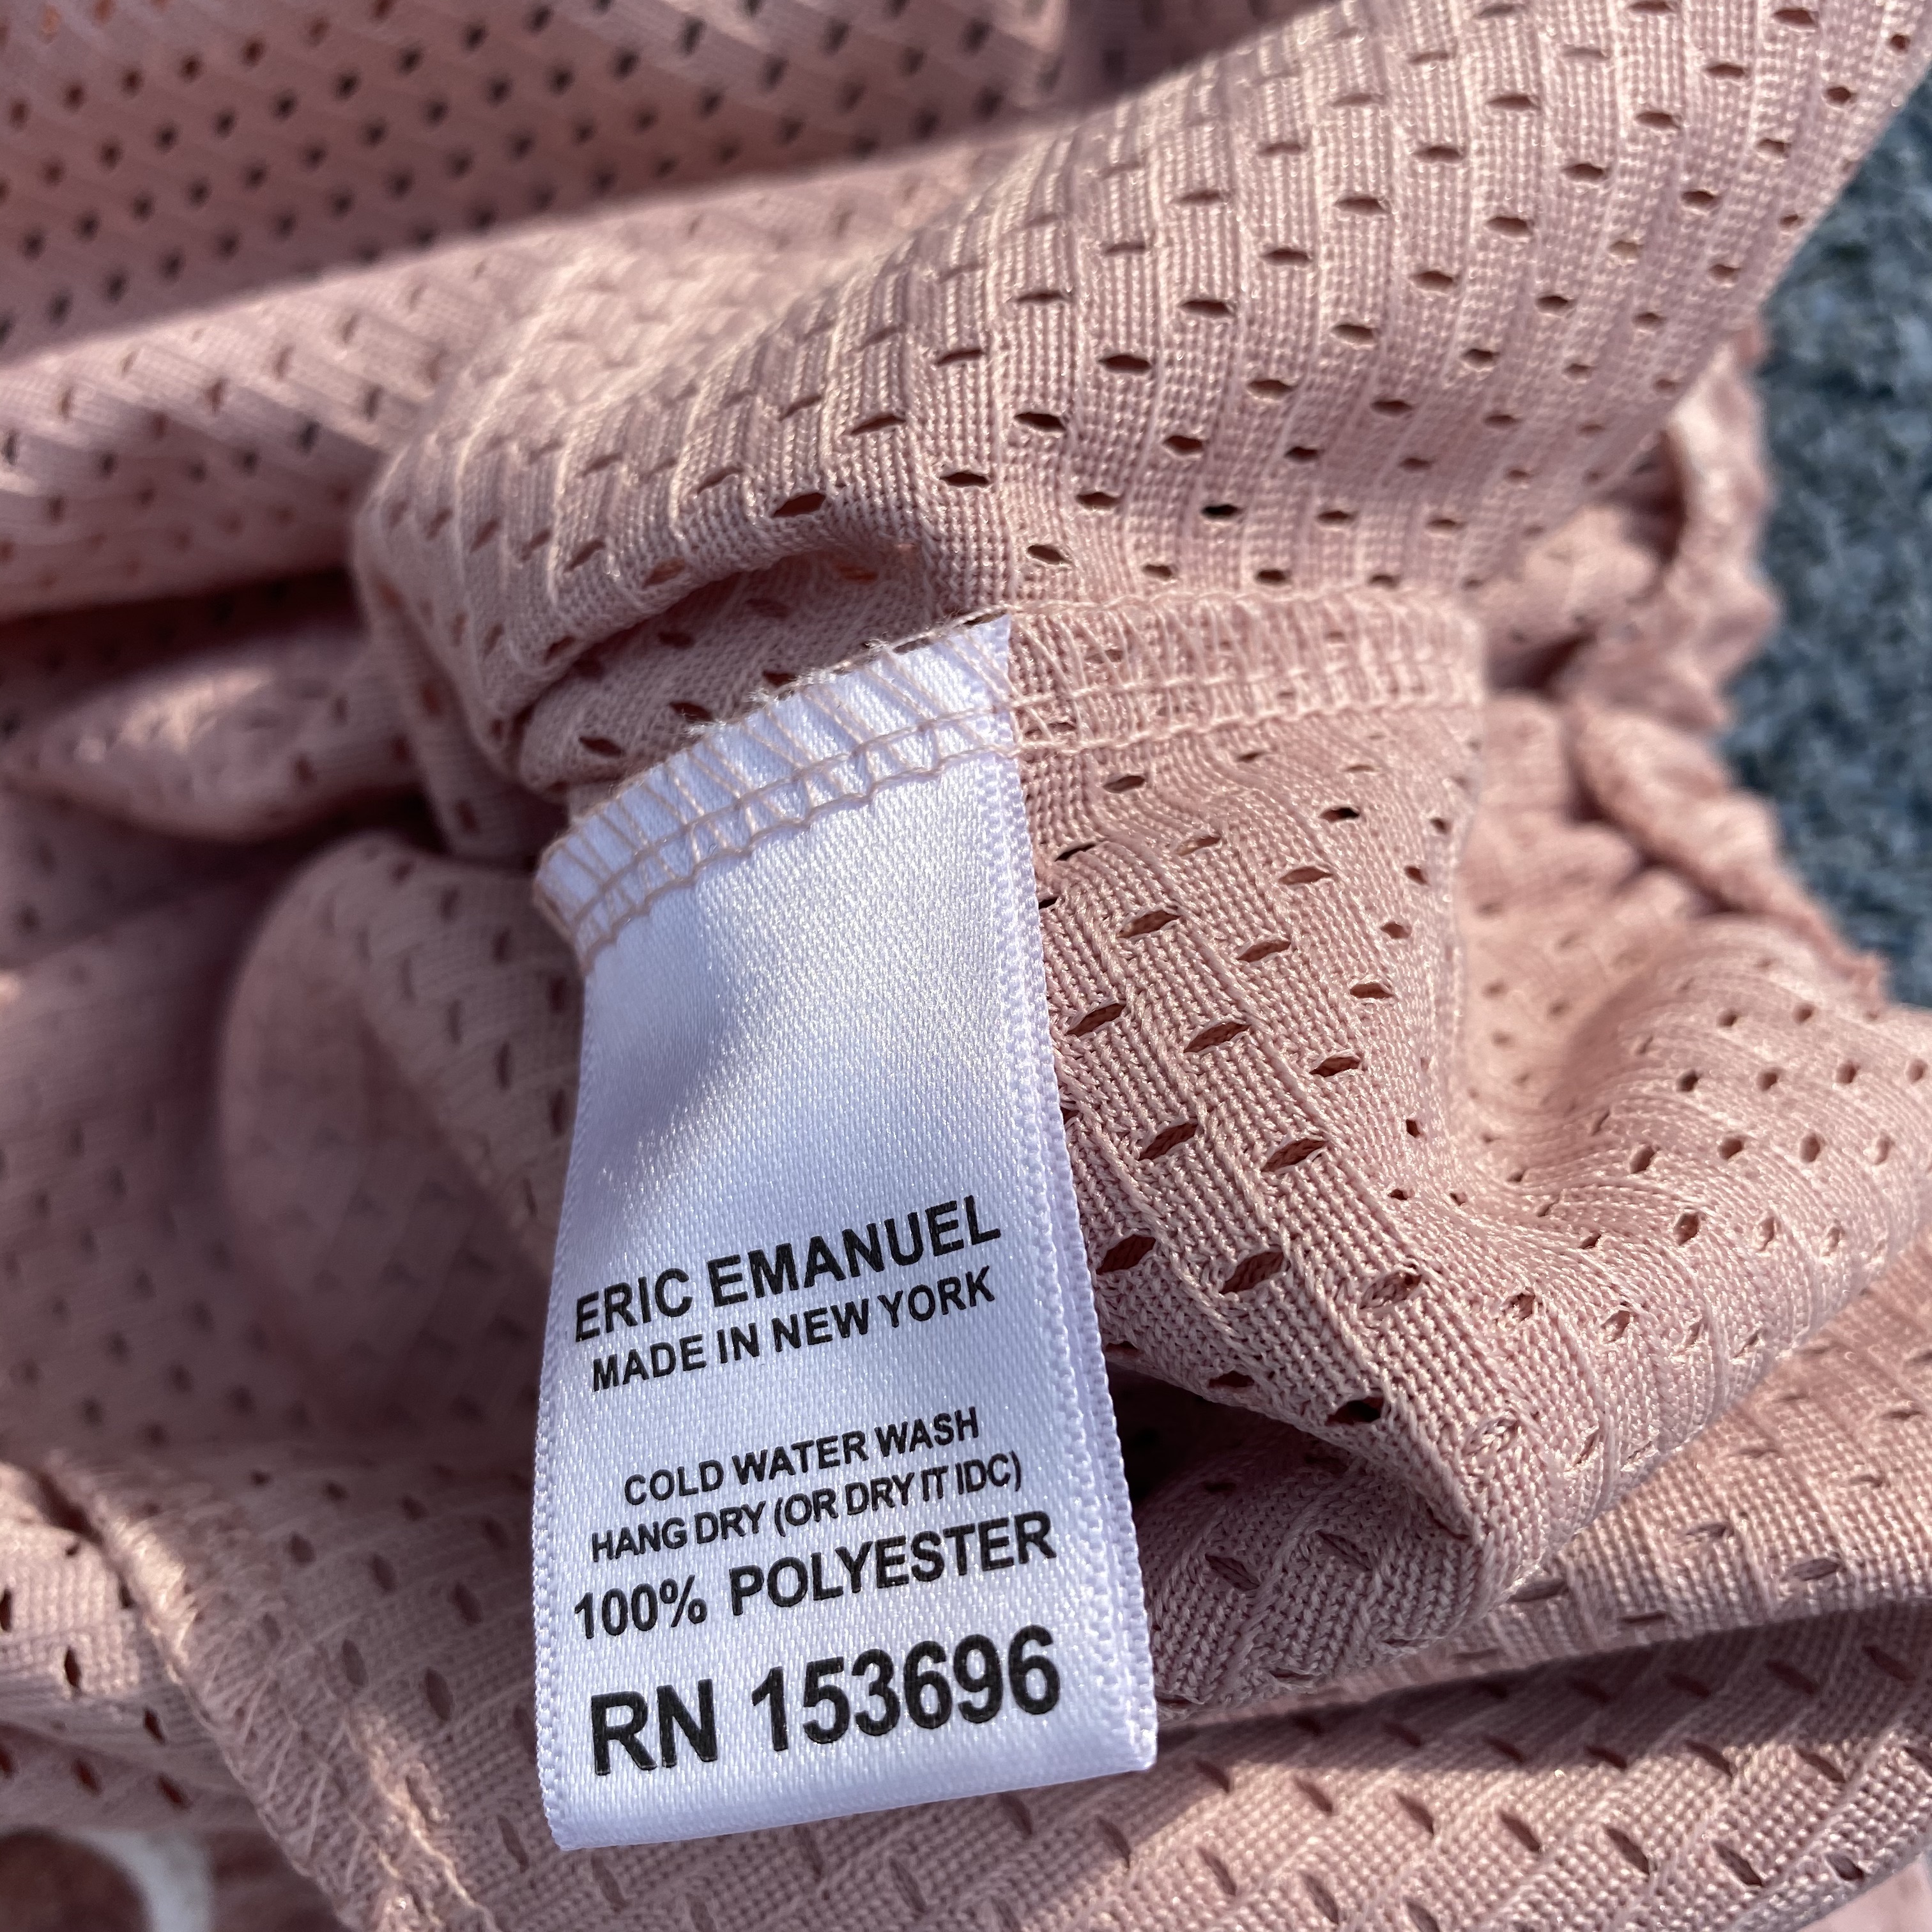 ERIC EMANUEL
MADE IN NEW YORK
COLD WATER WASH
HANG DRY (OR DRY IT IDC)
100% POLYESTER
RN 153696